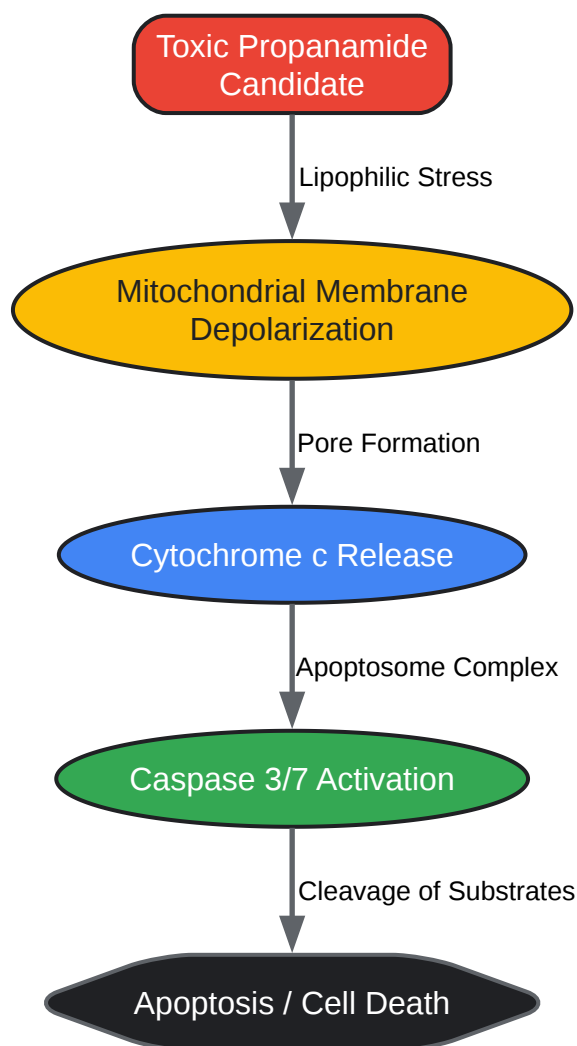 Toxic Propanamide
Candidate
Lipophilic Stress
Mitochondrial Membrane
Depolarization
Pore Formation
Cytochrome c Release
Apoptosome Complex
Caspase 3/7 Activation
Cleavage of Substrates
Apoptosis / Cell Death